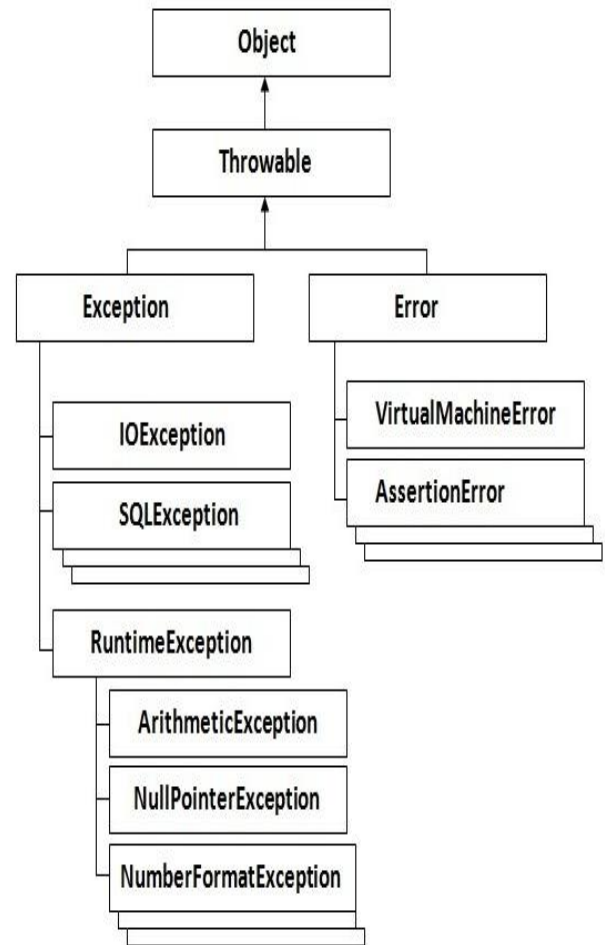 Object
Throwable
Exception
Error
IOException
SQLException
RuntimeException
ArithmeticException
NullPointerException
NumberFormatException
VirtualMachineError
AssertionError